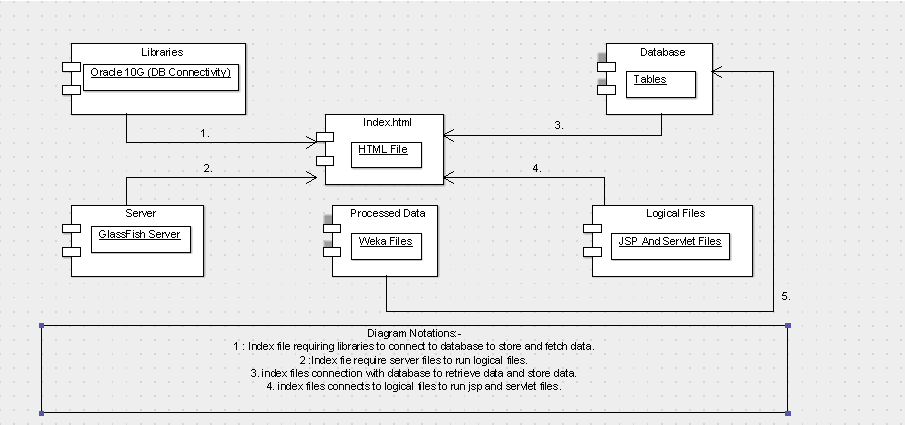 Libraries
Oracle 10G (DB Connectivity)
Database
Tables
1.
Index.html
HTML File
3.
2.
4.
Server
GlassFish Server
Processed Data
Weka Files
Logical Files
JSP And Servlet Files
5.
Diagram Notations:-
1 : Index file requiring libraries to connect to database to store and fetch data.
2 :Index fie require server files to run logical files.
3. index files connection with database to retrieve data and store data.
4. index files connects to logical files to run jsp and servlet files.